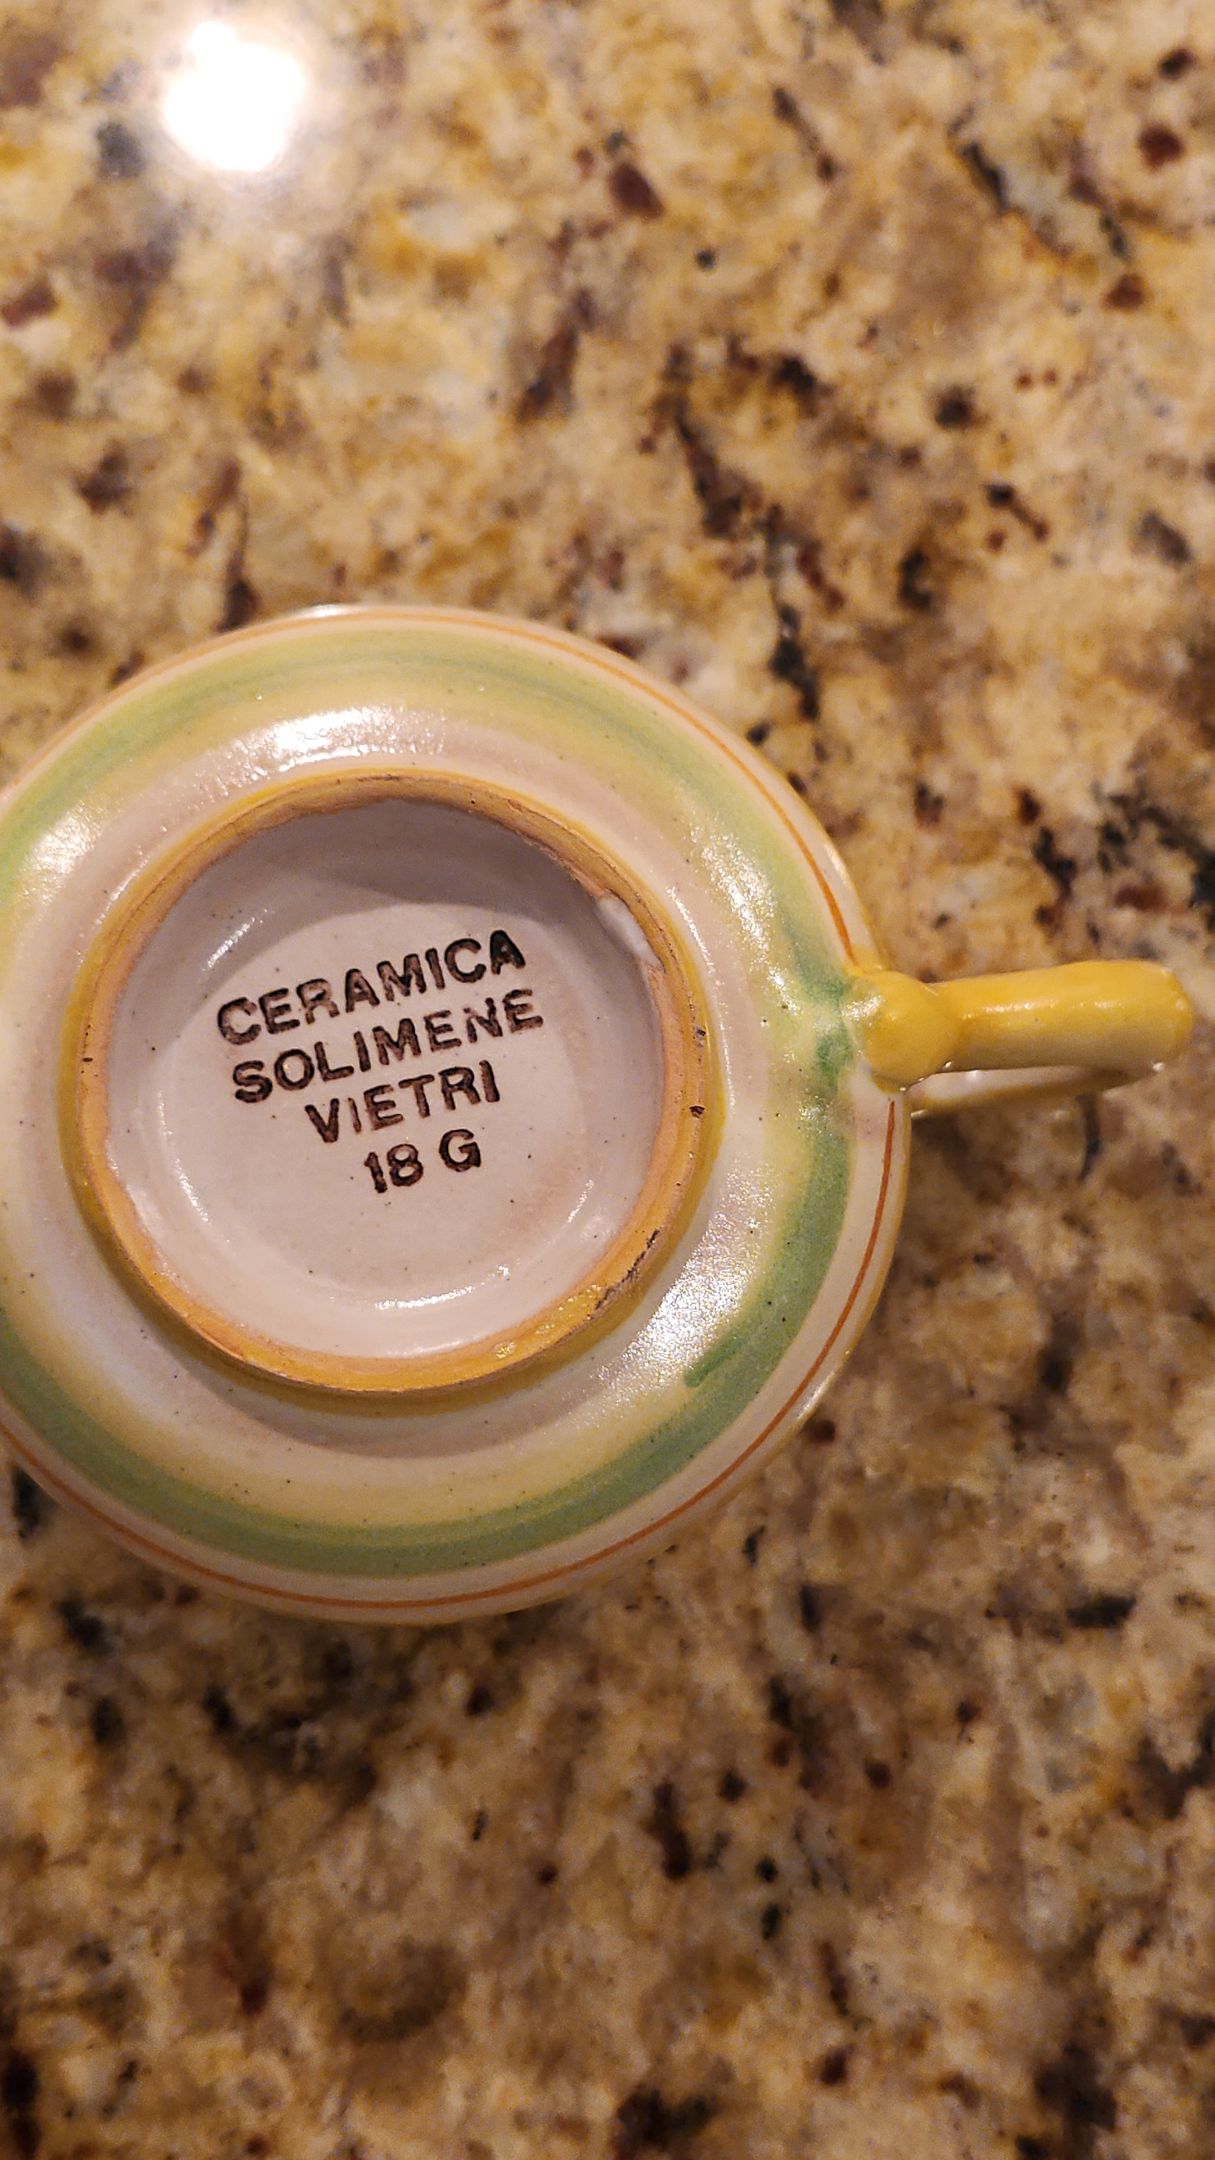 CERAMICA
SOLIMENE
VIETRI
18 G